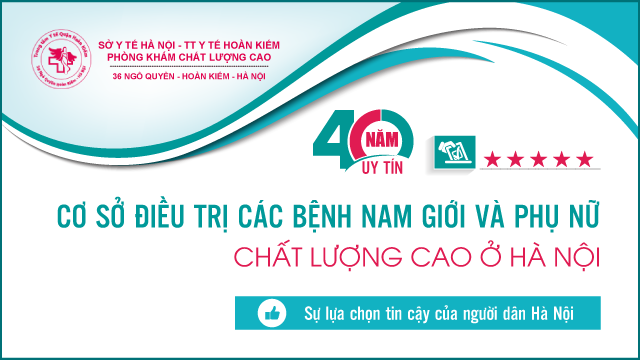 SỞ Y TẾ HÀ NỘI - TT Y TẾ HOÀN KIẾM
PHÒNG KHÁM CHẤT LƯỢNG CAO
36 NGÔ QUYỀN - HOÀN KIẾM - HÀ NỘI
40 NĂM
UY TÍN
CƠ SỞ ĐIỀU TRỊ CÁC BỆNH NAM GIỚI VÀ PHỤ NỮ
CHẤT LƯỢNG CAO Ở HÀ NỘI
Sự lựa chọn tin cậy của người dân Hà Nội